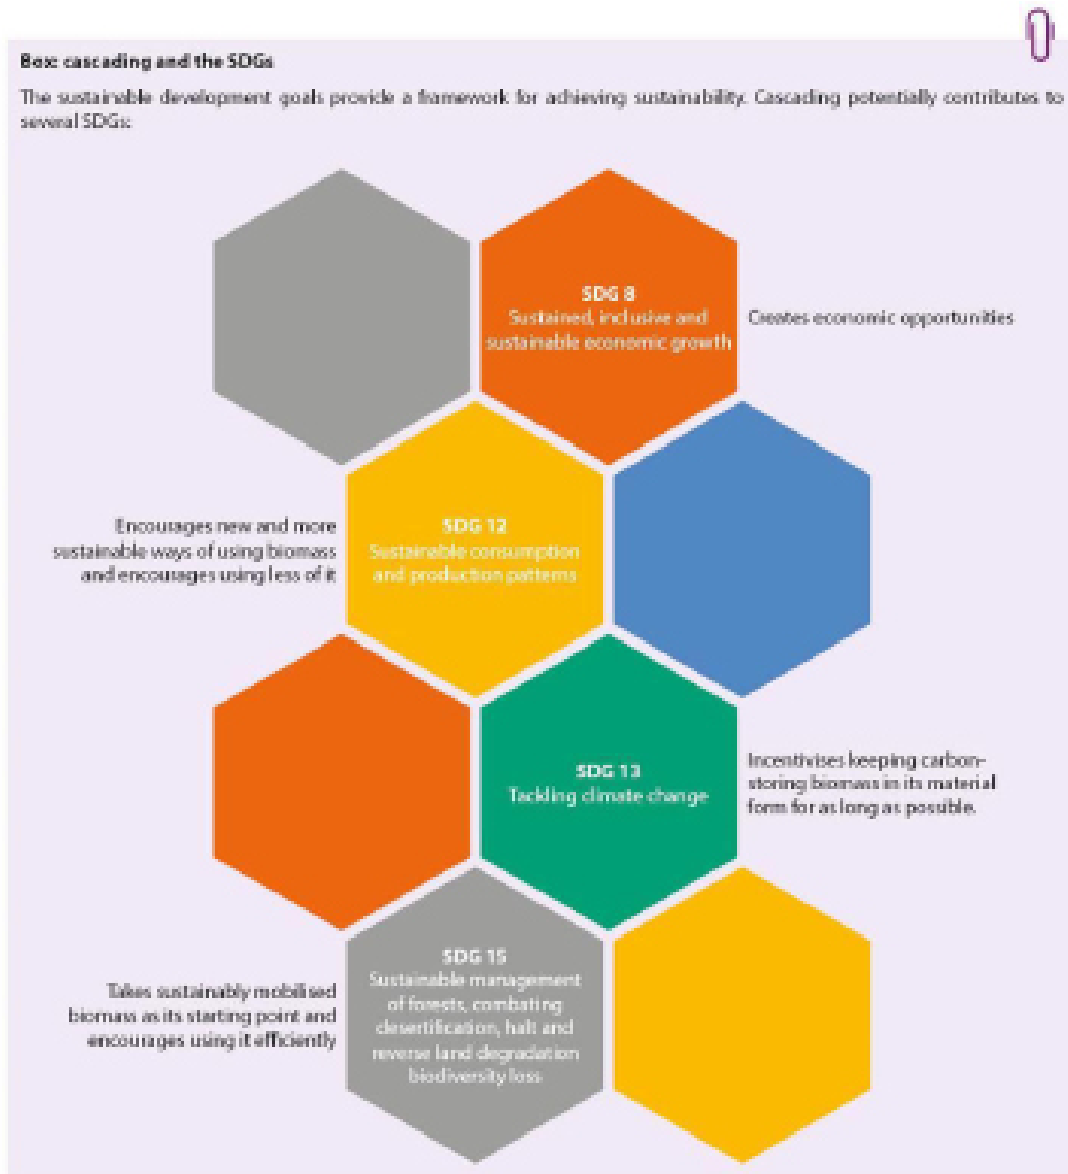 Box: cascading and the SDGs
The sustainable development goals provide a framework for achieving sustainability. Cascading potentially contributes to
several SDGs:
SDG 8
Sustained, inclusive and
sustainable economic growth
Creates economic opportunities
Encourages new and more
sustainable ways of using biomass
and encourages using less of it
SDG 12
Sustainable consumption
and production patterns
SDG 13
Tackling climate change
Incentivises keeping carbon-
storing biomass in its material
form for as long as possible.
Takes sustainably mobilised
biomass as its starting point and
encourages using it efficiently
SDG 15
Sustainable management
of forests, combating
desertification, halt and
reverse land degradation
biodiversity loss